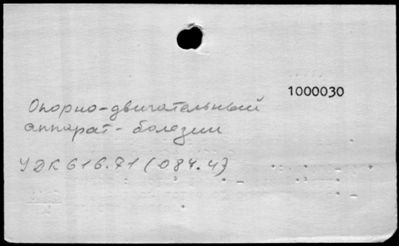 1000030
Опорно-двигательный
аппарат - болезни
УДК 616.71 (084.4)